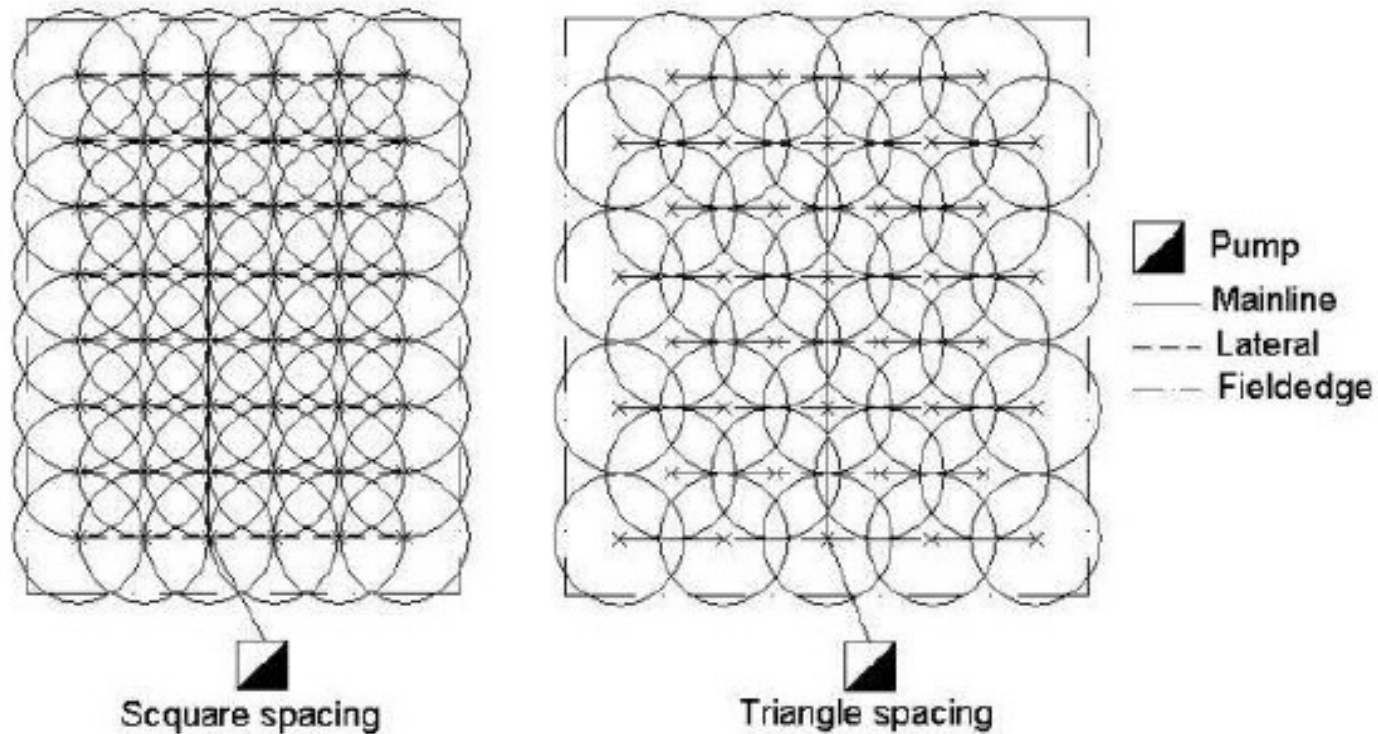 Pump
Mainline
Lateral
Fieldedge
Scquare spacing
Triangle spacing